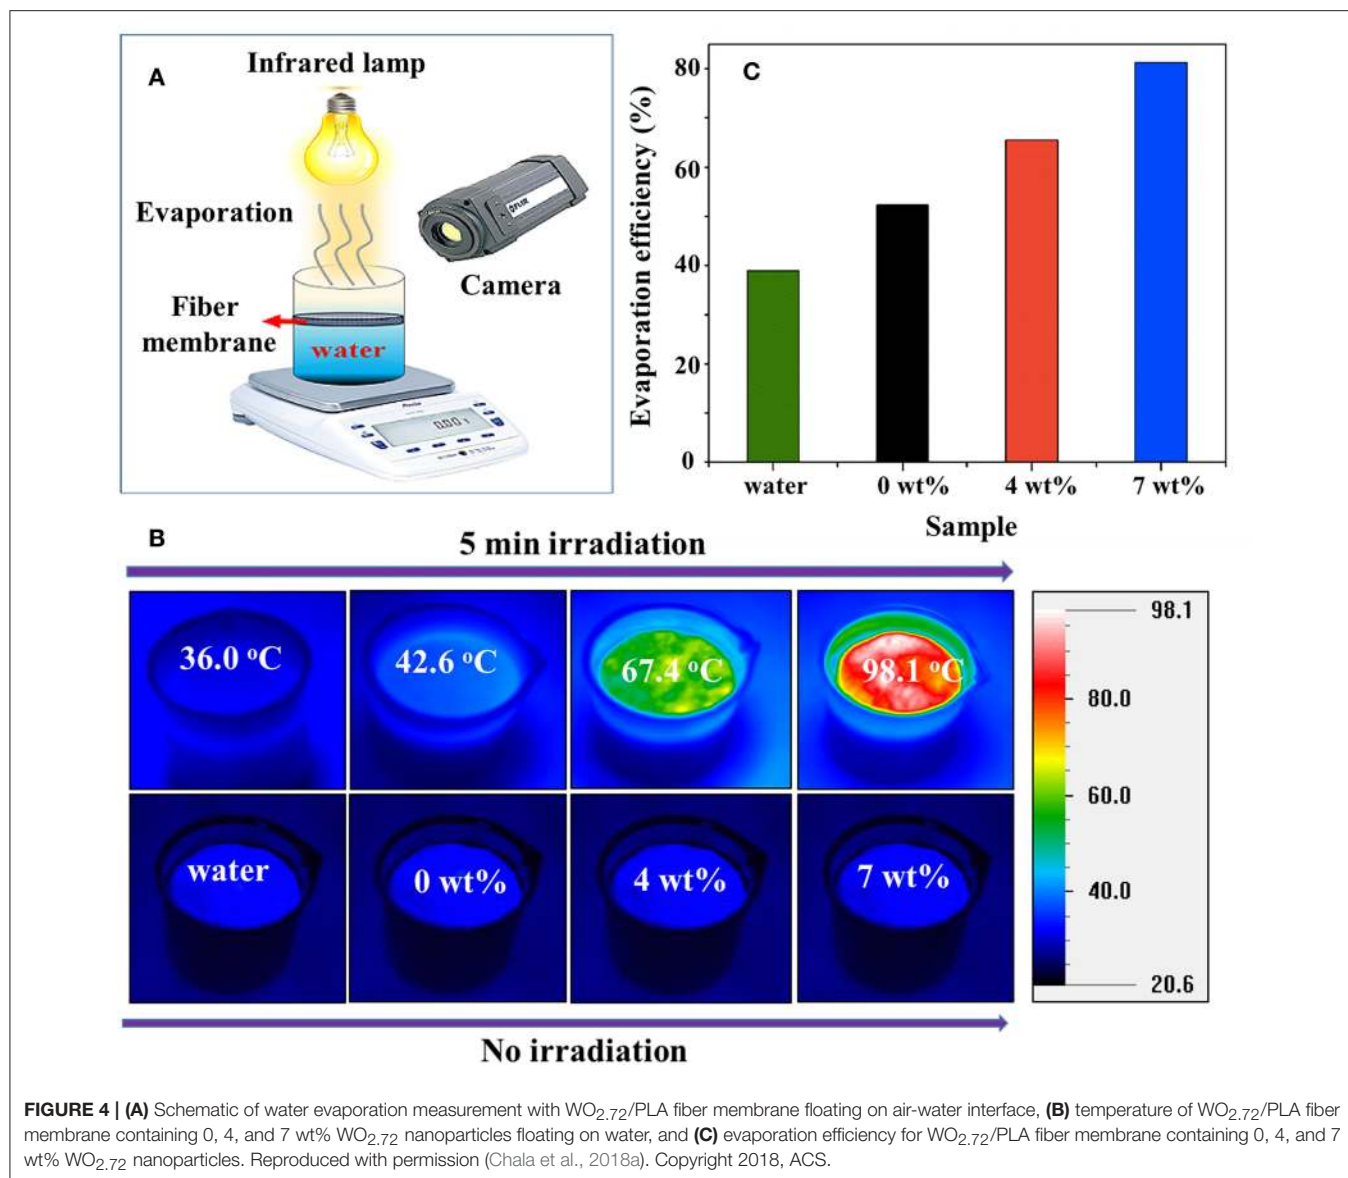 A
Infrared lamp
Evaporation
FLIR
Camera
Fiber
membrane
water
0.00
C
Evaporation efficiency (%)
80
60
40
20
0
water 0 wt% 4 wt% 7 wt%
Sample
B
5 min irradiation
36.0 °C 42.6 °C 67.4 °C 98.1 °C
water 0 wt% 4 wt% 7 wt%
No irradiation
98.1
80.0
60.0
40.0
20.6
FIGURE 4 | (A) Schematic of water evaporation measurement with WO2.72/PLA fiber membrane floating on air-water interface, (B) temperature of WO2.72/PLA fiber
membrane containing 0, 4, and 7 wt% WO2.72 nanoparticles floating on water, and (C) evaporation efficiency for WO2.72/PLA fiber membrane containing 0, 4, and 7
wt% WO2.72 nanoparticles. Reproduced with permission (Chala et al., 2018a). Copyright 2018, ACS.